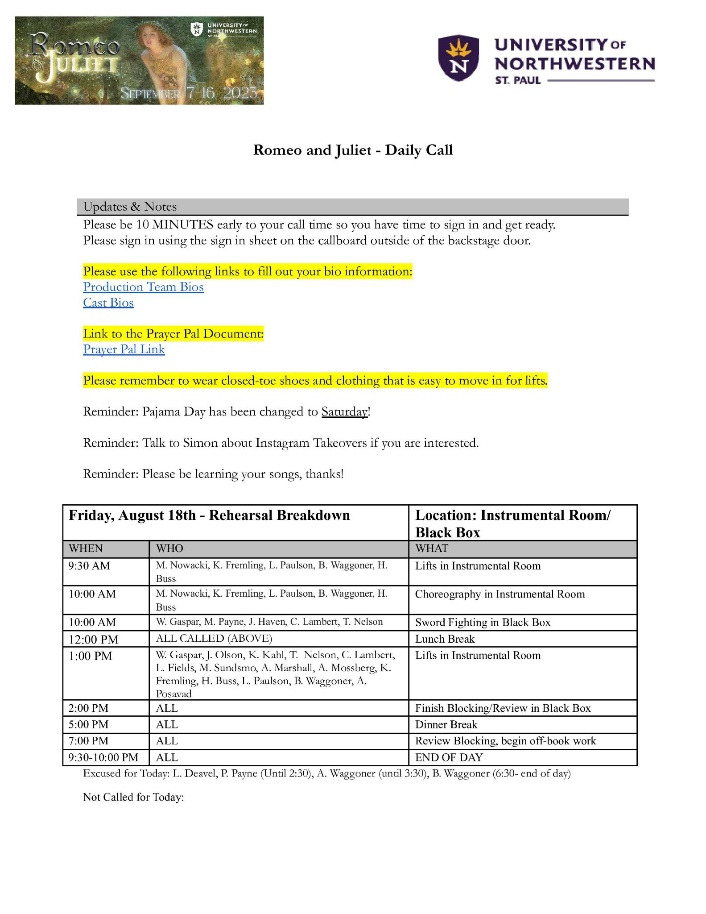 Romeo
& JULIET
UNIVERSITY OF
NORTHWESTERN
SEPTEMBER 7-16, 2023
UNIVERSITY OF
NORTHWESTERN
ST. PAUL
Romeo and Juliet - Daily Call
Updates & Notes
Please be 10 MINUTES early to your call time so you have time to sign in and get ready.
Please sign in using the sign in sheet on the callboard outside of the backstage door.
Please use the following links to fill out your bio information:
Production Team Bios
Cast Bios
Link to the Prayer Pal Document:
Prayer Pal Link
Please remember to wear closed-toe shoes and clothing that is easy to move in for lifts.
Reminder: Pajama Day has been changed to Saturday!
Reminder: Talk to Simon about Instagram Takeovers if you are interested.
Reminder: Please be learning your songs, thanks!
Friday, August 18th - Rehearsal Breakdown
Location: Instrumental Room/
Black Box
WHEN WHO WHAT
9:30 AM M. Nowacki, K. Fremling, L. Paulson, B. Waggoner, H. Lifts in Instrumental Room
Buss
10:00 AM M. Nowacki, K. Fremling, L. Paulson, B. Waggoner, H. Choreography in Instrumental Room
Buss
10:00 AM W. Gaspar, M. Payne, J. Haven, C. Lambert, T. Nelson Sword Fighting in Black Box
12:00 PM ALL CALLED (ABOVE) Lunch Break
1:00 PM W. Gaspar, J. Olson, K. Kahl, T. Nelson, C. Lambert, Lifts in Instrumental Room
L. Fields, M. Sundsmo, A. Marshall, A. Mossberg, K.
Fremling, H. Buss, L. Paulson, B. Waggoner, A.
Posavad
2:00 PM ALL Finish Blocking/Review in Black Box
5:00 PM ALL Dinner Break
7:00 PM ALL Review Blocking, begin off-book work
9:30-10:00 PM ALL END OF DAY
Excused for Today: L. Deavel, P. Payne (Until 2:30), A. Waggoner (until 3:30), B. Waggoner (6:30- end of day)
Not Called for Today: